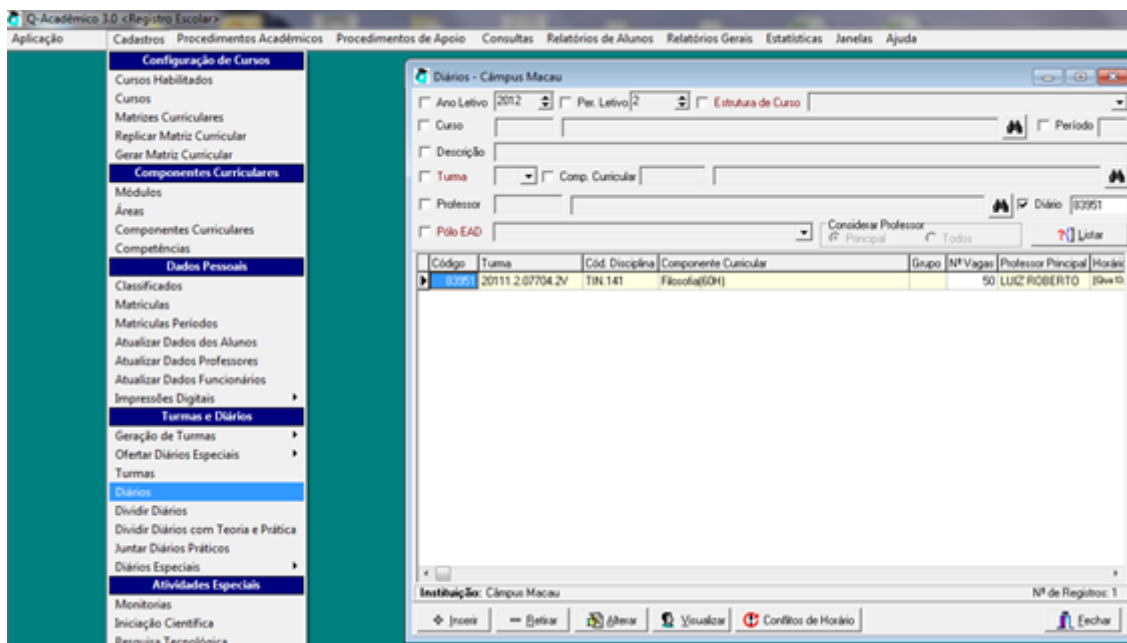 Q-Acadêmico 3.0 <Registro Escolar>
Aplicação Cadastros Procedimentos Acadêmicos Procedimentos de Apoio Consultas Relatórios de Alunos Relatórios Gerais Estatísticas Janelas Ajuda
Configuração de Cursos
Cursos Habilitados
Cursos
Matrizes Curriculares
Replicar Matriz Curricular
Gerar Matriz Curricular
Componentes Curriculares
Módulos
Áreas
Componentes Curriculares
Competências
Dados Pessoais
Classificados
Matrículas
Matrículas Períodos
Atualizar Dados dos Alunos
Atualizar Dados Professores
Atualizar Dados Funcionários
Impressões Digitais
Turmas e Diários
Geração de Turmas
Ofertar Diários Especiais
Turmas
Diários
Dividir Diários
Dividir Diários com Teoria e Prática
Juntar Diários Práticos
Diários Especiais
Atividades Especiais
Monitorias
Iniciação Científica
Pesquisa Tecnológica
Diários - Câmpus Macau
Ano Letivo 2012 Per. Letivo 2 Estrutura de Curso
Curso Período
Descrição
Turma Comp. Curricular
Professor Diário 83951
Pólo EAD Considerar Professor Principal Todos Listar
Código Turma Cód. Disciplina Componente Curricular Grupo Nº Vagas Professor Principal Horári
83951 20111.2.07704.2V TIN.141 Filosofia(60H) 50 LUIZ ROBERTO
Instituição: Câmpus Macau Nº de Registros: 1
Inserir Retirar Alterar Visualizar Conflitos de Horário Fechar